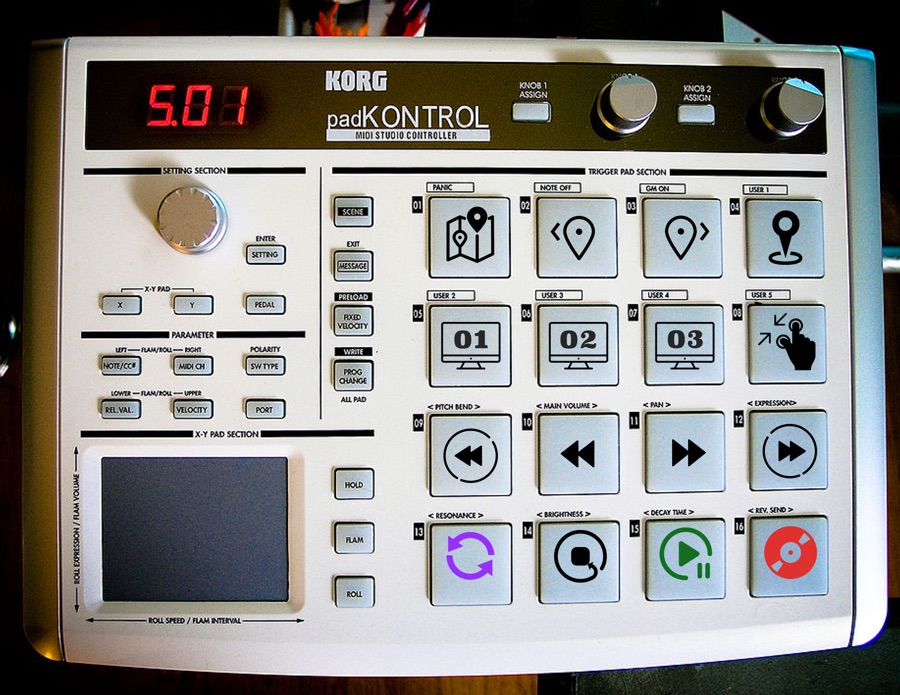 5.01
KORG
padKONTROL
MIDI STUDIO CONTROLLER
KNOB 1
ASSIGN
KNOB 2
ASSIGN
SETTING SECTION
ENTER
SETTING
X-Y PAD
X
Y
PEDAL
PARAMETER
LEFT — FLAM/ROLL — RIGHT
POLARITY
NOTE/CC#
MIDI CH
SW TYPE
LOWER — FLAM/ROLL — UPPER
REL.VAL.
VELOCITY
PORT
SCENE
EXIT
MESSAGE
PRELOAD
FIXED
VELOCITY
WRITE
PROG
CHANGE
ALL PAD
X-Y PAD SECTION
ROLL EXPRESSION / FLAM VOLUME
ROLL SPEED / FLAM INTERVAL
HOLD
FLAM
ROLL
TRIGGER PAD SECTION
01
PANIC
02
NOTE OFF
03
GM ON
04
USER 1
05
USER 2
01
06
USER 3
02
07
USER 4
03
08
USER 5
09
< PITCH BEND >
10
< MAIN VOLUME >
11
< PAN >
12
< EXPRESSION>
13
< RESONANCE >
14
< BRIGHTNESS >
15
< DECAY TIME >
16
< REV. SEND >